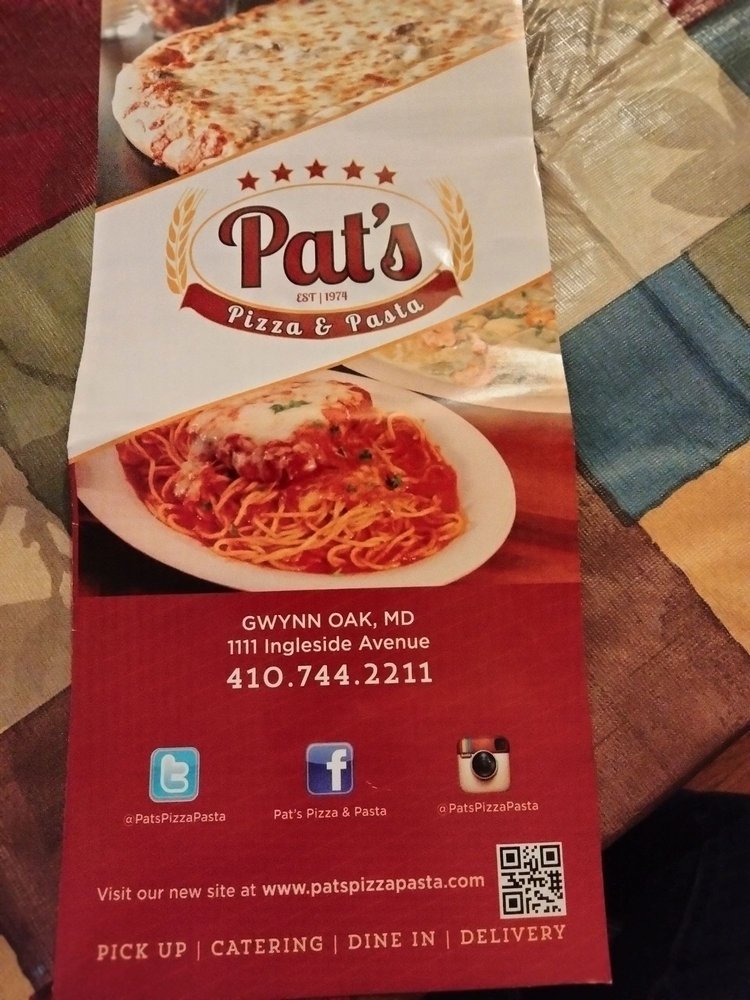 Pat's
EST | 1974
Pizza & Pasta
GWYNN OAK, MD
1111 Ingleside Avenue
410.744.2211
@PatsPizzaPasta
Pat's Pizza & Pasta
@PatsPizzaPasta
Visit our new site at www.patspizzapasta.com
PICK UP | CATERING | DINE IN | DELIVERY